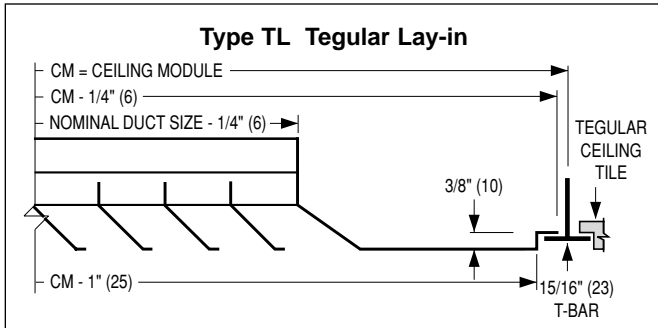 Type TL Tegular Lay-in
CM = CEILING MODULE
CM - 1/4" (6)
NOMINAL DUCT SIZE - 1/4" (6)
TEGULAR
CEILING
TILE
3/8" (10)
CM - 1" (25)
15/16" (23)
T-BAR